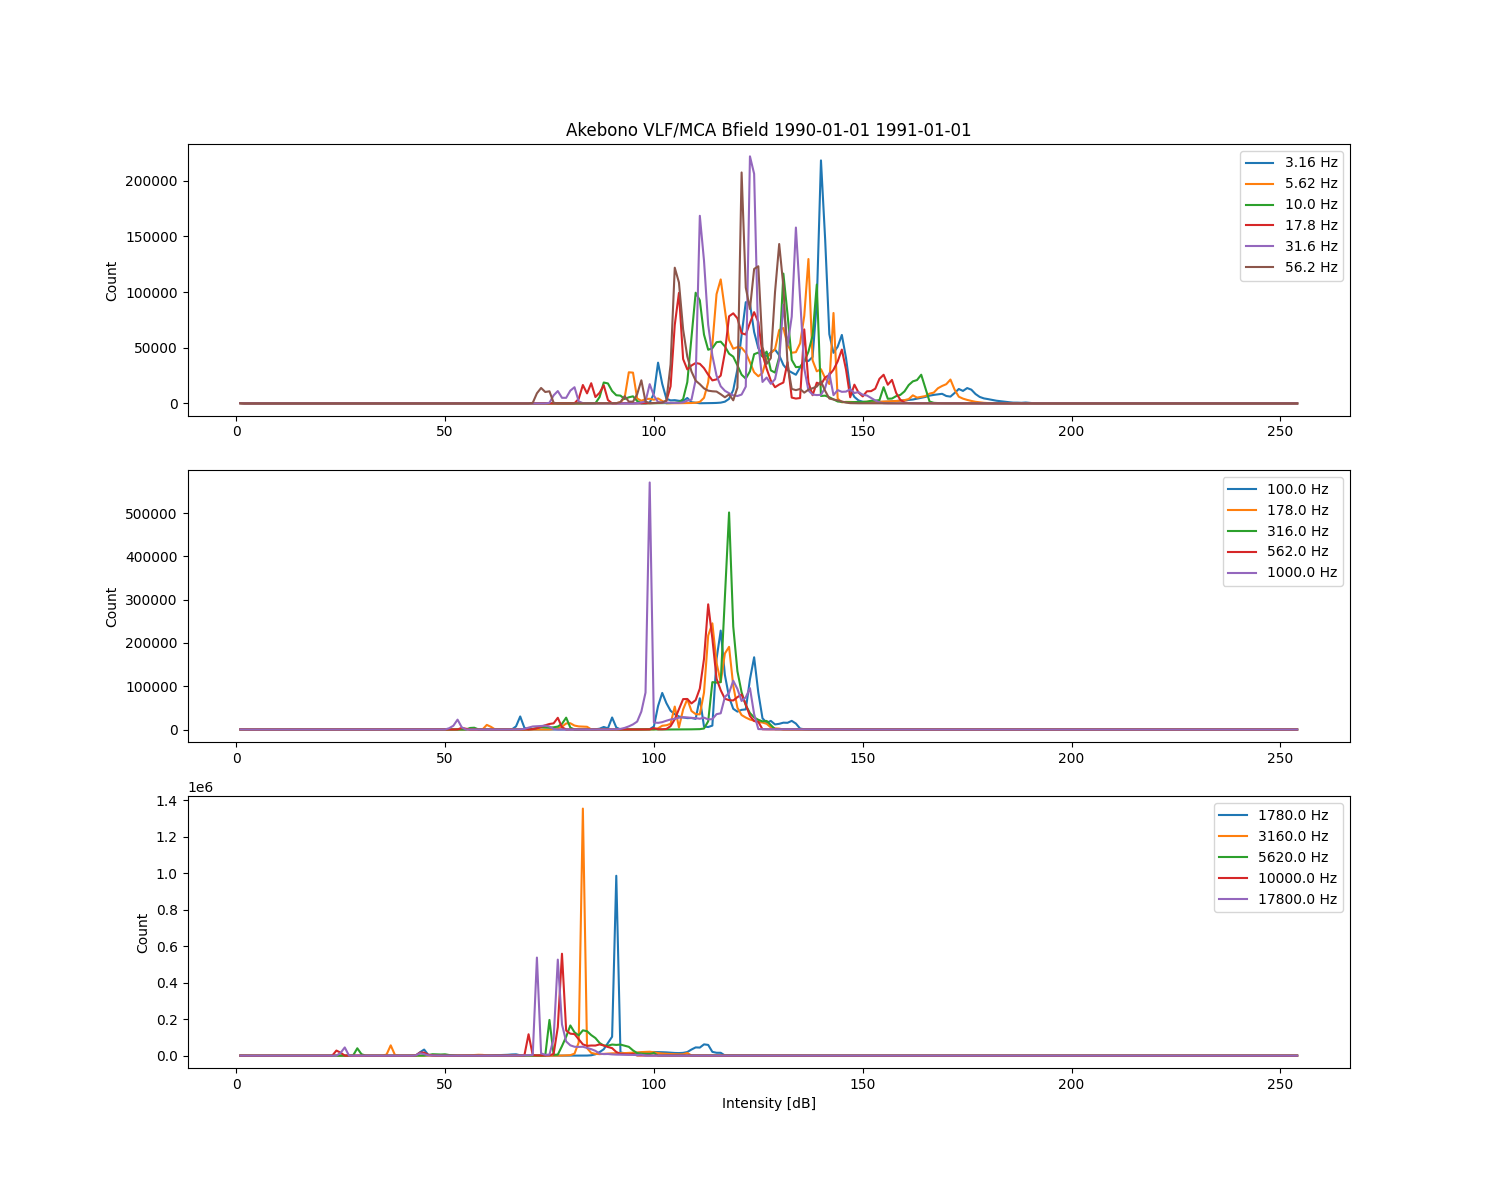 Akebono VLF/MCA Bfield 1990-01-01 1991-01-01
200000
150000
100000
50000
0
Count
3.16 Hz
5.62 Hz
10.0 Hz
17.8 Hz
31.6 Hz
56.2 Hz
0 50 100 150 200 250
500000
400000
300000
200000
100000
0
Count
100.0 Hz
178.0 Hz
316.0 Hz
562.0 Hz
1000.0 Hz
0 50 100 150 200 250
1e6
1.4
1.2
1.0
0.8
0.6
0.4
0.2
0.0
Count
1780.0 Hz
3160.0 Hz
5620.0 Hz
10000.0 Hz
17800.0 Hz
0 50 100 150 200 250
Intensity [dB]